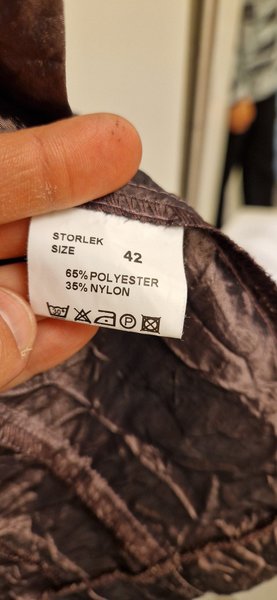 STORLEK
SIZE 42
65% POLYESTER
35% NYLON